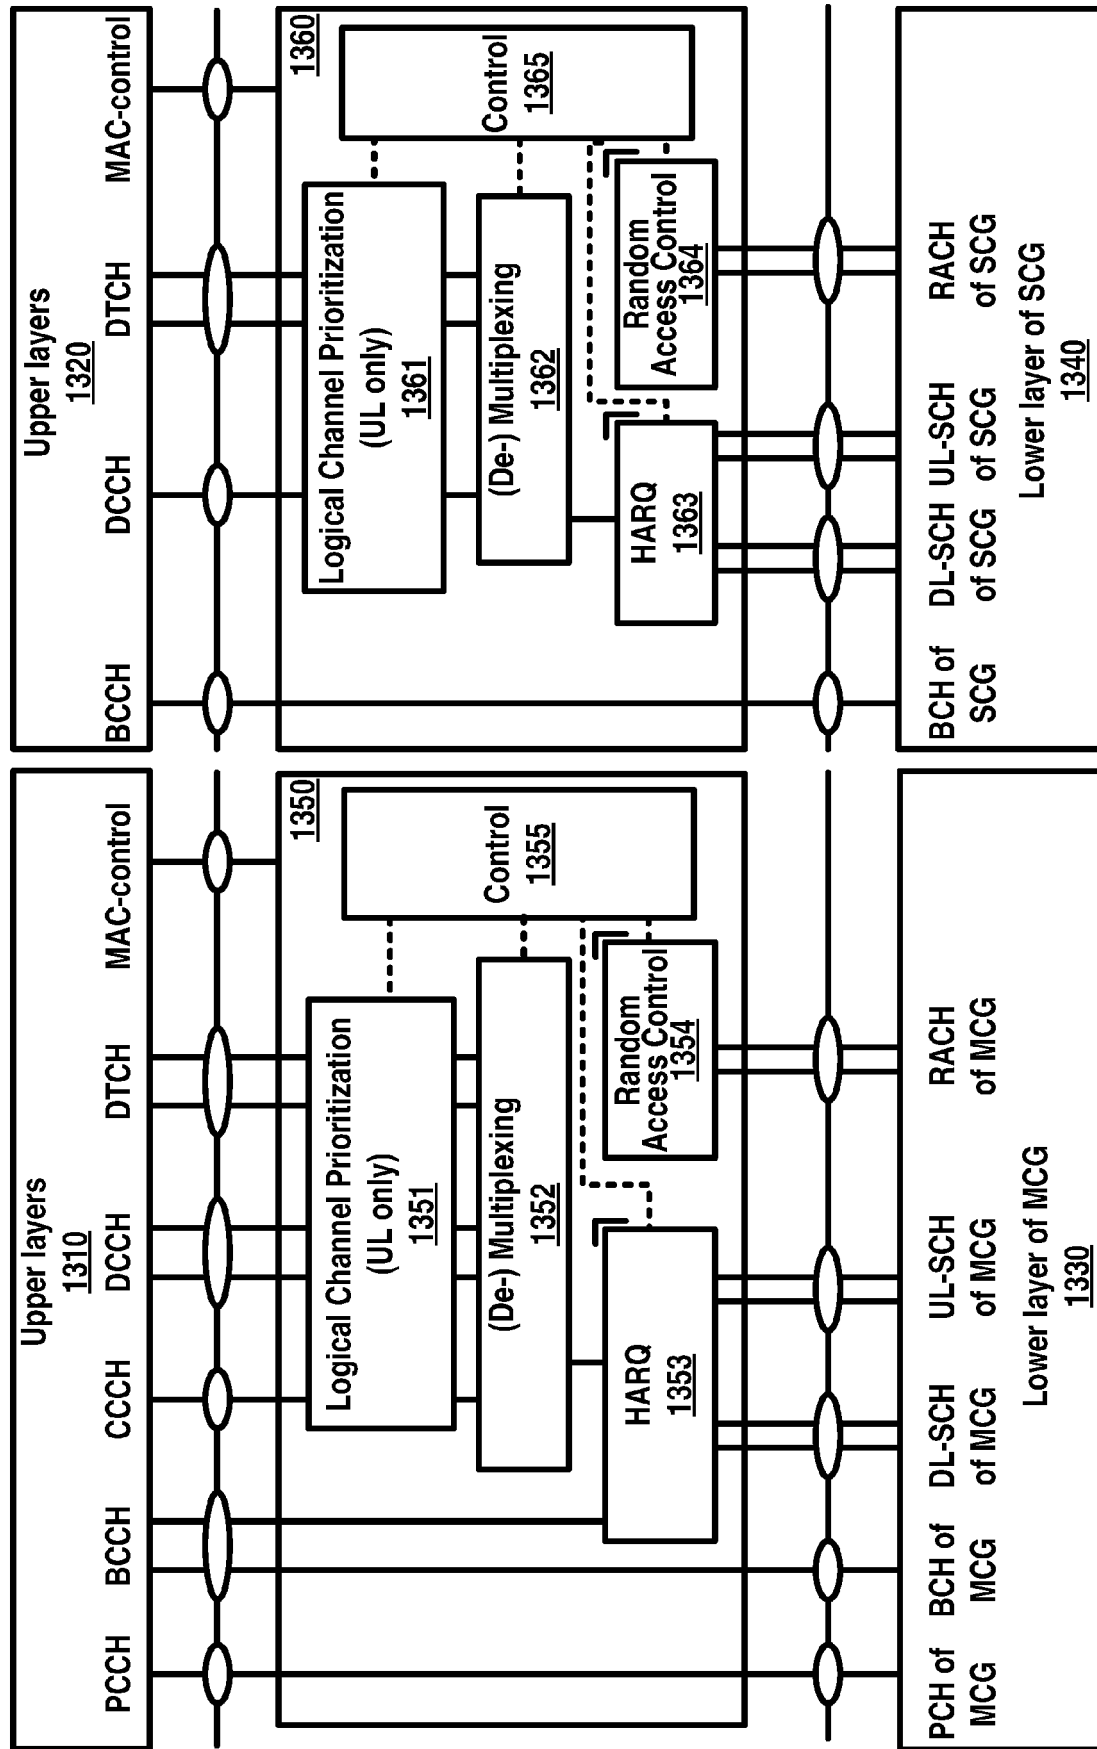 Upper layers
1310
PCCH
BCCH
CCCH
DCCH
DTCH
MAC-control
1350
Logical Channel Prioritization
(UL only)
1351
(De-) Multiplexing
1352
HARQ
1353
Random
Access Control
1354
Control
1355
PCH of
MCG
BCH of
MCG
DL-SCH
of MCG
UL-SCH
of MCG
RACH
of MCG
Lower layer of MCG
1330
Upper layers
1320
BCCH
DCCH
DTCH
MAC-control
1360
Logical Channel Prioritization
(UL only)
1361
(De-) Multiplexing
1362
HARQ
1363
Random
Access Control
1364
Control
1365
BCH of
SCG
DL-SCH
of SCG
UL-SCH
of SCG
RACH
of SCG
Lower layer of SCG
1340